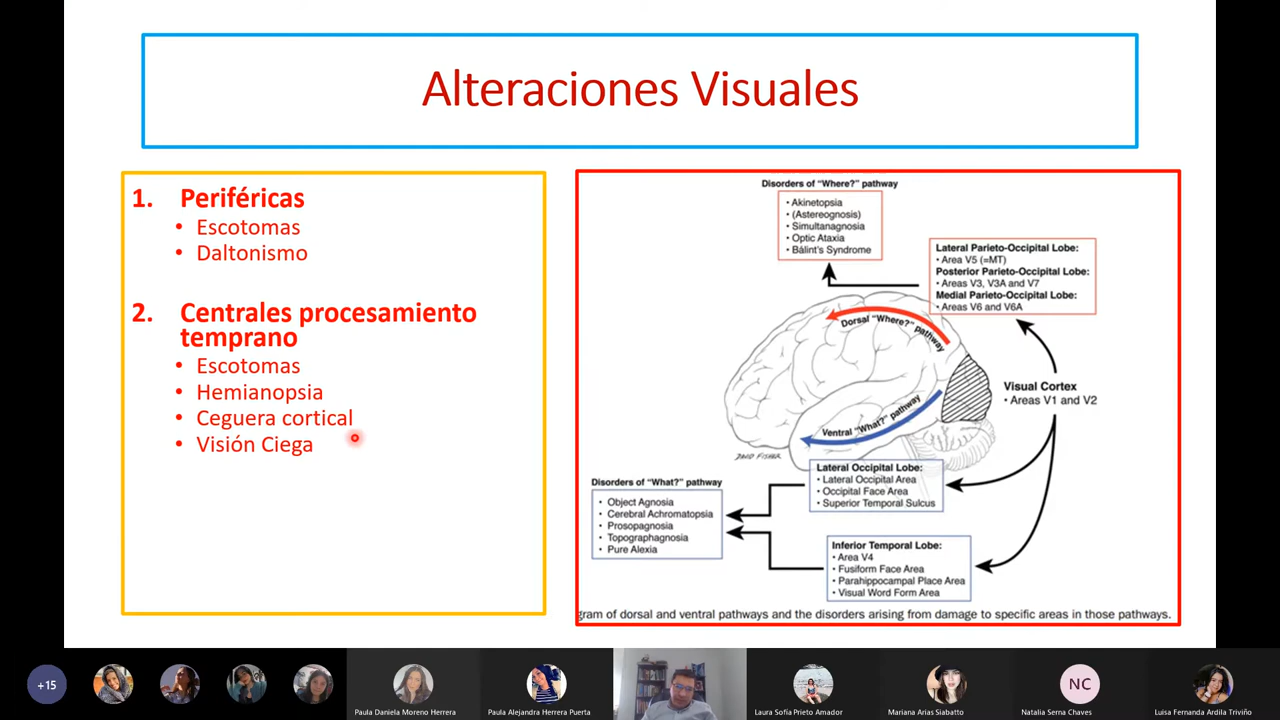 Alteraciones Visuales
1. Periféricas
• Escotomas
• Daltonismo
2. Centrales procesamiento
temprano
• Escotomas
• Hemianopsia
• Ceguera cortical
• Visión Ciega
Disorders of "Where?" pathway
• Akinetopsia
• (Astereognosis)
• Simultanagnosia
• Optic Ataxia
• Bálint's Syndrome
Lateral Parieto-Occipital Lobe:
• Area V5 (=MT)
Posterior Parieto-Occipital Lobe:
• Areas V3, V3A and V7
Medial Parieto-Occipital Lobe:
• Areas V6 and V6A
Dorsal "Where?" pathway
Visual Cortex
• Areas V1 and V2
Ventral "What?" pathway
DAVID FISHER
Lateral Occipital Lobe:
• Lateral Occipital Area
• Occipital Face Area
• Superior Temporal Sulcus
Disorders of "What?" pathway
• Object Agnosia
• Cerebral Achromatopsia
• Prosopagnosia
• Topographagnosia
• Pure Alexia
Inferior Temporal Lobe:
• Area V4
• Fusiform Face Area
• Parahippocampal Place Area
• Visual Word Form Area
gram of dorsal and ventral pathways and the disorders arising from damage to specific areas in those pathways.
+15
Paula Daniela Moreno Herrera
Paula Alejandra Herrera Puerta
Laura Sofía Prieto Amador
Mariana Arias Siabatto
NC
Natalia Serna Chaves
Luisa Fernanda Ardila Triviño